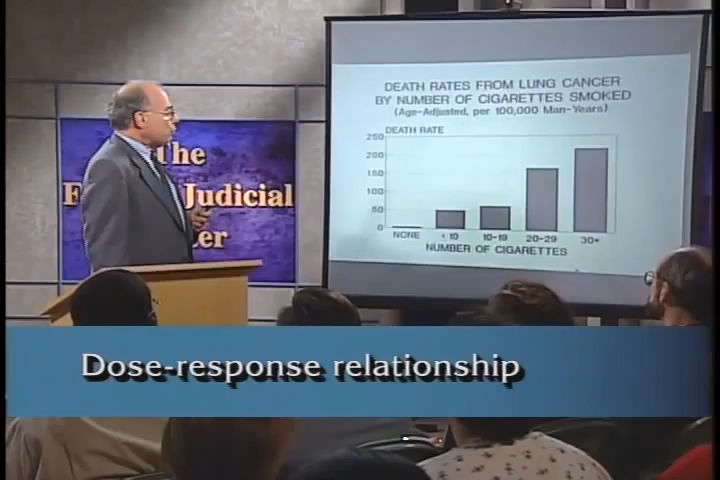 The
Judicial
DEATH RATES FROM LUNG CANCER
BY NUMBER OF CIGARETTES SMOKED
(Age-Adjusted, per 100,000 Man-Years)
DEATH RATE
250
200
150
100
50
0
NONE <10 10-19 20-29 30+
NUMBER OF CIGARETTES
Dose-response relationship